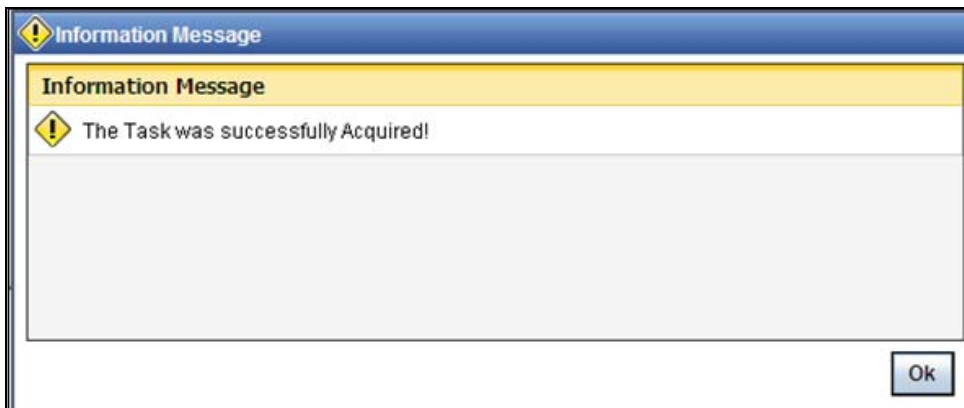 Information Message
Information Message
The Task was successfully Acquired!
Ok